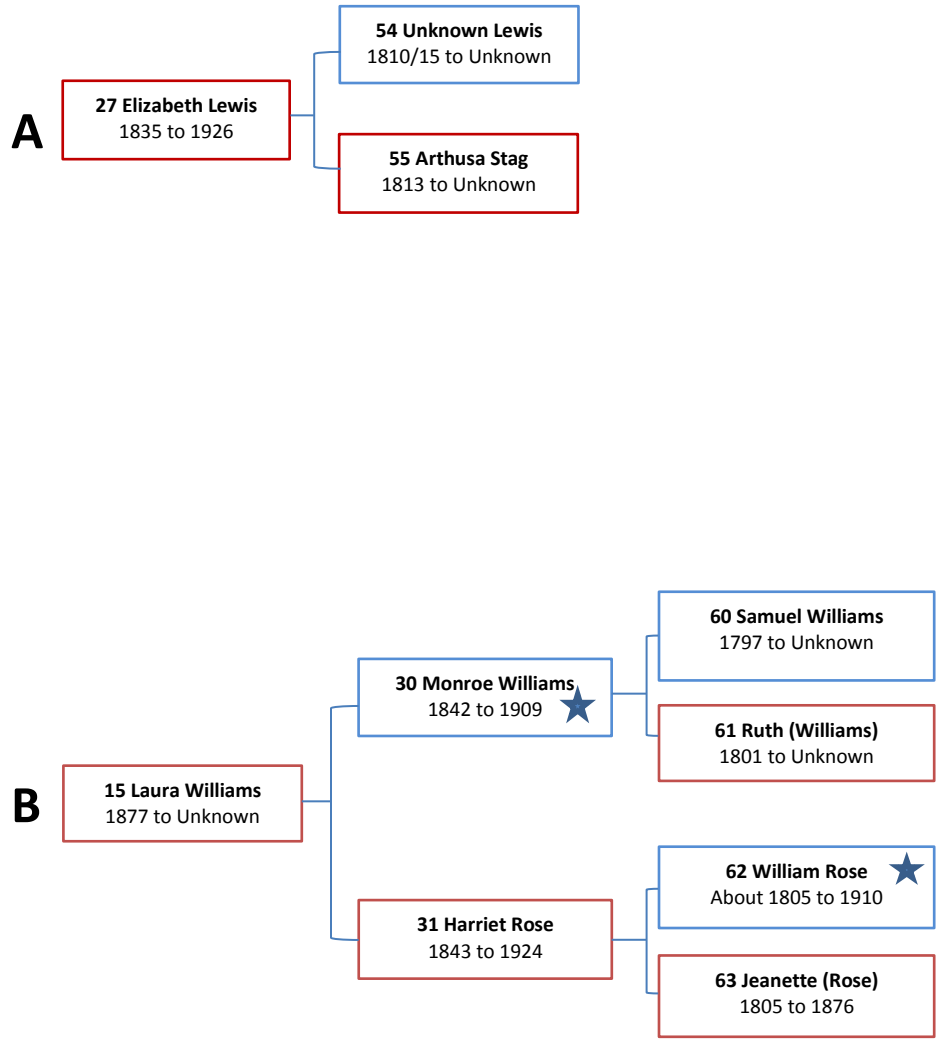 A
27 Elizabeth Lewis
1835 to 1926
54 Unknown Lewis
1810/15 to Unknown
55 Arthusa Stag
1813 to Unknown
B
15 Laura Williams
1877 to Unknown
30 Monroe Williams
1842 to 1909
60 Samuel Williams
1797 to Unknown
61 Ruth (Williams)
1801 to Unknown
31 Harriet Rose
1843 to 1924
62 William Rose
About 1805 to 1910
63 Jeanette (Rose)
1805 to 1876